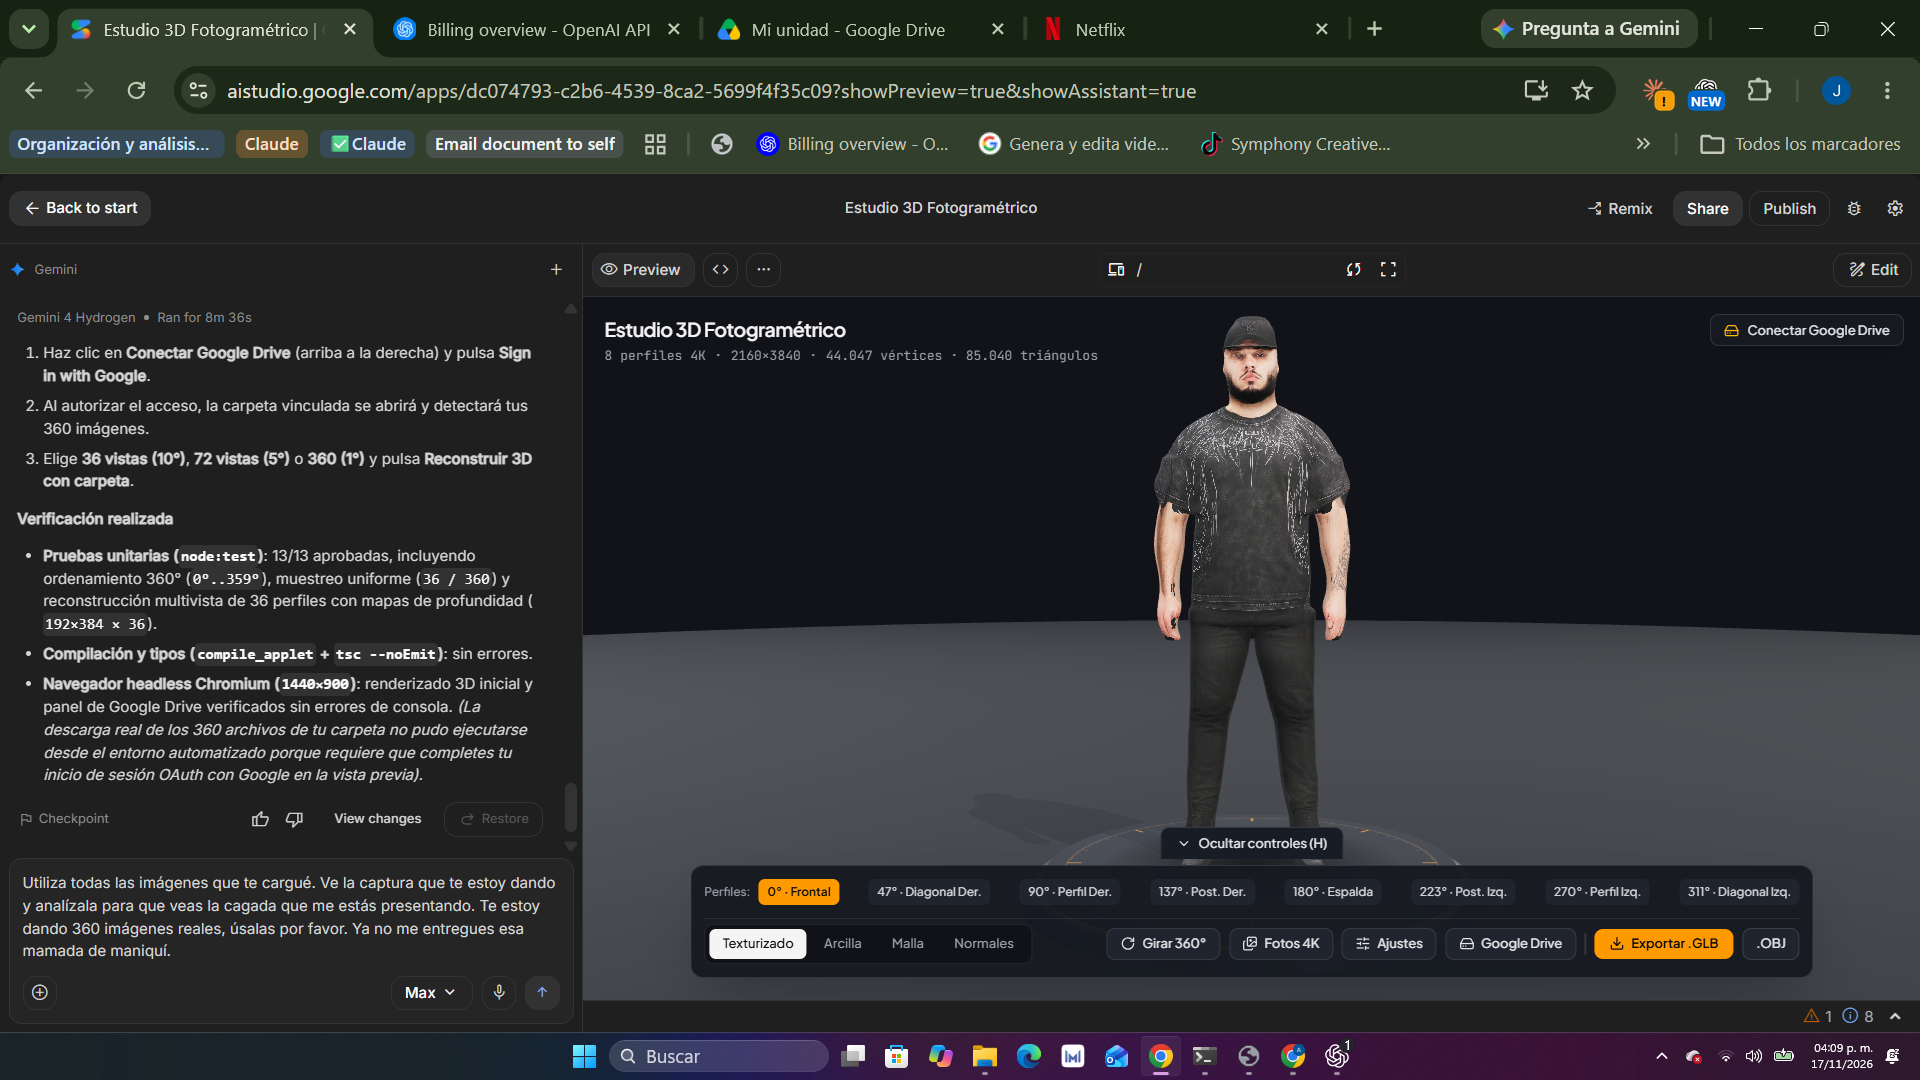 Estudio 3D Fotogramétrico |
Billing overview - OpenAI API
Mi unidad - Google Drive
Netflix
Pregunta a Gemini
aistudio.google.com/apps/dc074793-c2b6-4539-8ca2-5699f4f35c09?showPreview=true&showAssistant=true
NEW
J
Organización y análisis...
Claude
✅Claude
Email document to self
Billing overview - O...
Genera y edita vide...
Symphony Creative...
Todos los marcadores
Back to start
Estudio 3D Fotogramétrico
Remix
Share
Publish
Gemini
Preview
/
Edit
Gemini 4 Hydrogen • Ran for 8m 36s
1. Haz clic en Conectar Google Drive (arriba a la derecha) y pulsa Sign
in with Google.
2. Al autorizar el acceso, la carpeta vinculada se abrirá y detectará tus
360 imágenes.
3. Elige 36 vistas (10°), 72 vistas (5°) o 360 (1°) y pulsa Reconstruir 3D
con carpeta.
Verificación realizada
• Pruebas unitarias (node:test): 13/13 aprobadas, incluyendo
ordenamiento 360° (0º..359º), muestreo uniforme (36 / 360) y
reconstrucción multivista de 36 perfiles con mapas de profundidad (
192×384 × 36).
• Compilación y tipos (compile_applet + tsc --noEmit): sin errores.
• Navegador headless Chromium (1440×900): renderizado 3D inicial y
panel de Google Drive verificados sin errores de consola. (La
descarga real de los 360 archivos de tu carpeta no pudo ejecutarse
desde el entorno automatizado porque requiere que completes tu
inicio de sesión OAuth con Google en la vista previa).
Checkpoint
View changes
Restore
Utiliza todas las imágenes que te cargué. Ve la captura que te estoy dando
y analízala para que veas la cagada que me estás presentando. Te estoy
dando 360 imágenes reales, úsalas por favor. Ya no me entregues esa
mamada de maniquí.
Max
Estudio 3D Fotogramétrico
8 perfiles 4K · 2160×3840 · 44.047 vértices · 85.040 triángulos
Conectar Google Drive
Ocultar controles (H)
Perfiles:
0° · Frontal
47° · Diagonal Der.
90° · Perfil Der.
137° · Post. Der.
180° · Espalda
223° · Post. Izq.
270° · Perfil Izq.
311° · Diagonal Izq.
Texturizado
Arcilla
Malla
Normales
Girar 360°
Fotos 4K
Ajustes
Google Drive
Exportar .GLB
.OBJ
1
8
Buscar
1
04:09 p. m.
17/11/2026